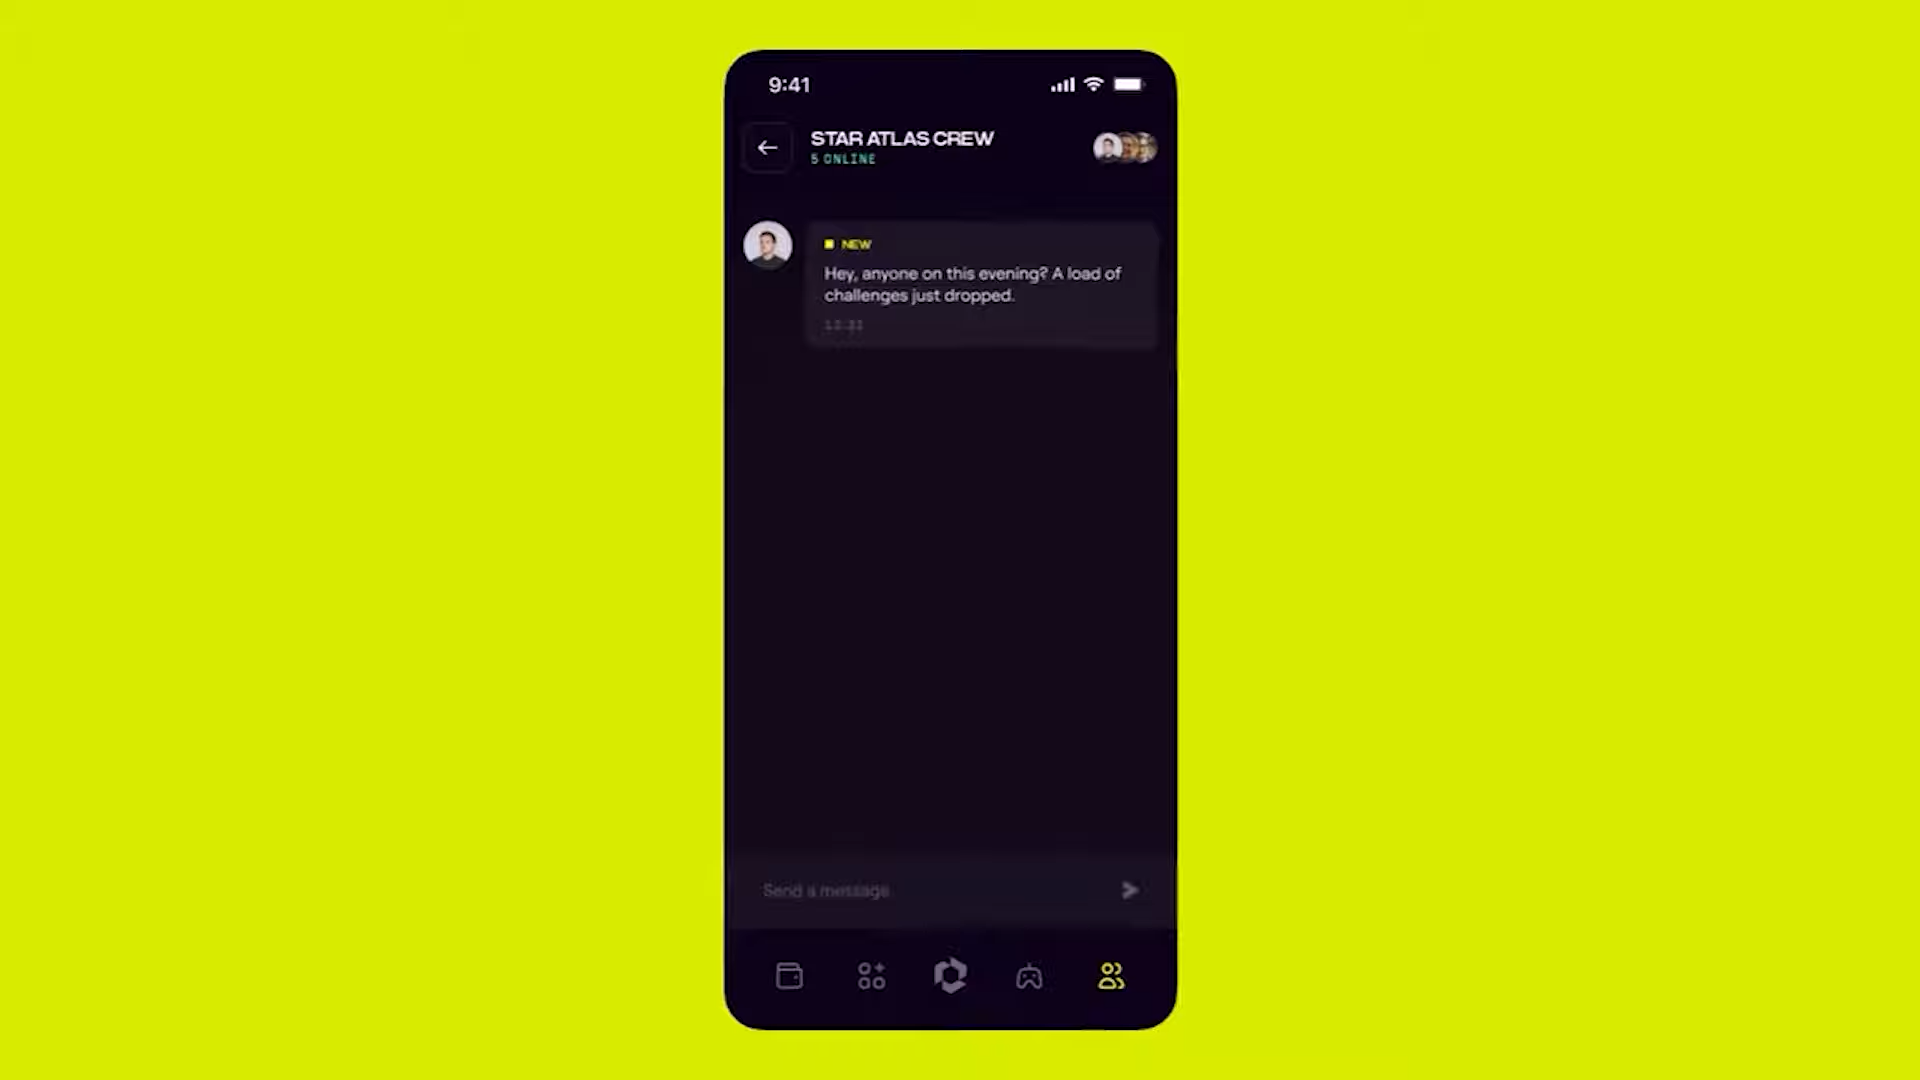 9:41
STAR ATLAS CREW
5 ONLINE
NEW
Hey, anyone on this evening? A load of
challenges just dropped.
Send a message